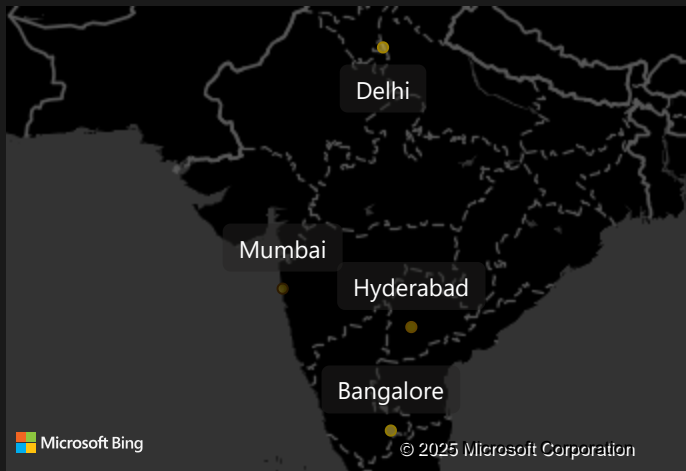 Delhi
Mumbai
Hyderabad
Bangalore
Microsoft Bing
© 2025 Microsoft Corporation